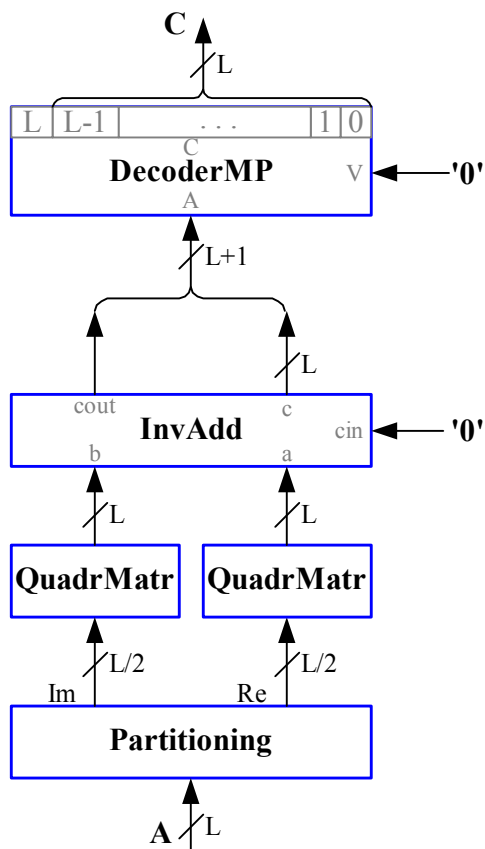 C
L
L L-1 . . . 1 0
C
DecoderMP
V
'0'
A
L+1
L
cout c
InvAdd
cin
'0'
b a
L L
QuadrMatr QuadrMatr
L/2 L/2
Im Re
Partitioning
A
L